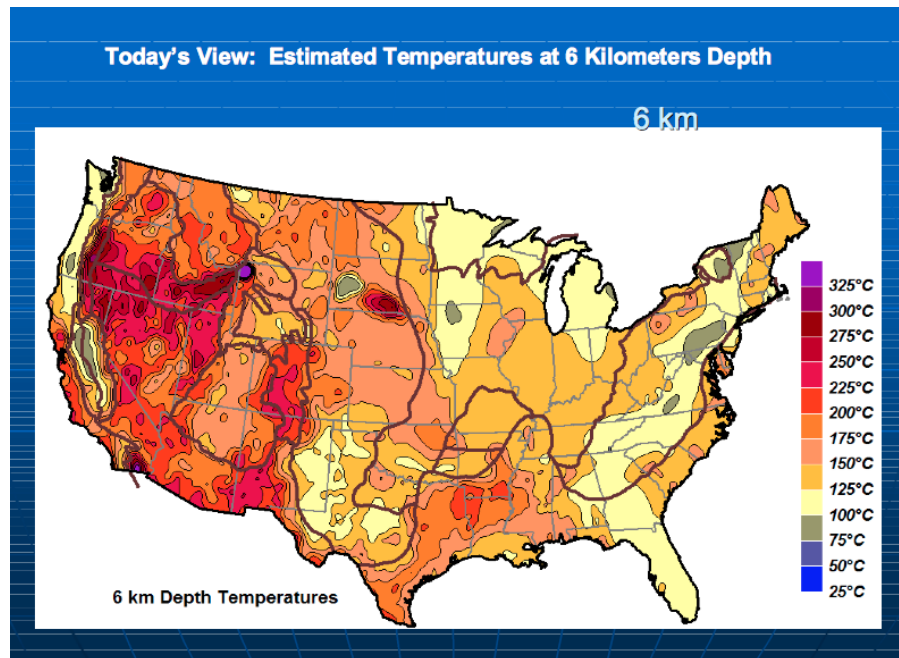 Today's View:  Estimated Temperatures at 6 Kilometers Depth
6 km
325°C
300°C
275°C
250°C
225°C
200°C
175°C
150°C
125°C
100°C
75°C
50°C
25°C
6 km Depth Temperatures